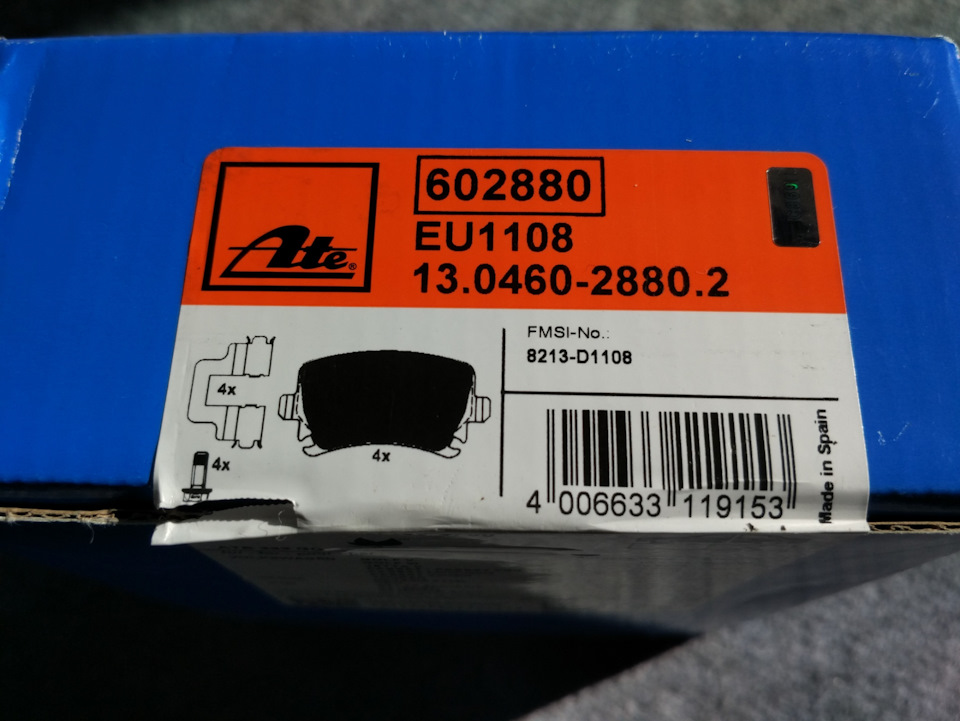 Ate®
602880
EU1108
13.0460-2880.2
FMSI-No.:
8213-D1108
4x
4x
4x
4 006633 119153
Made in Spain